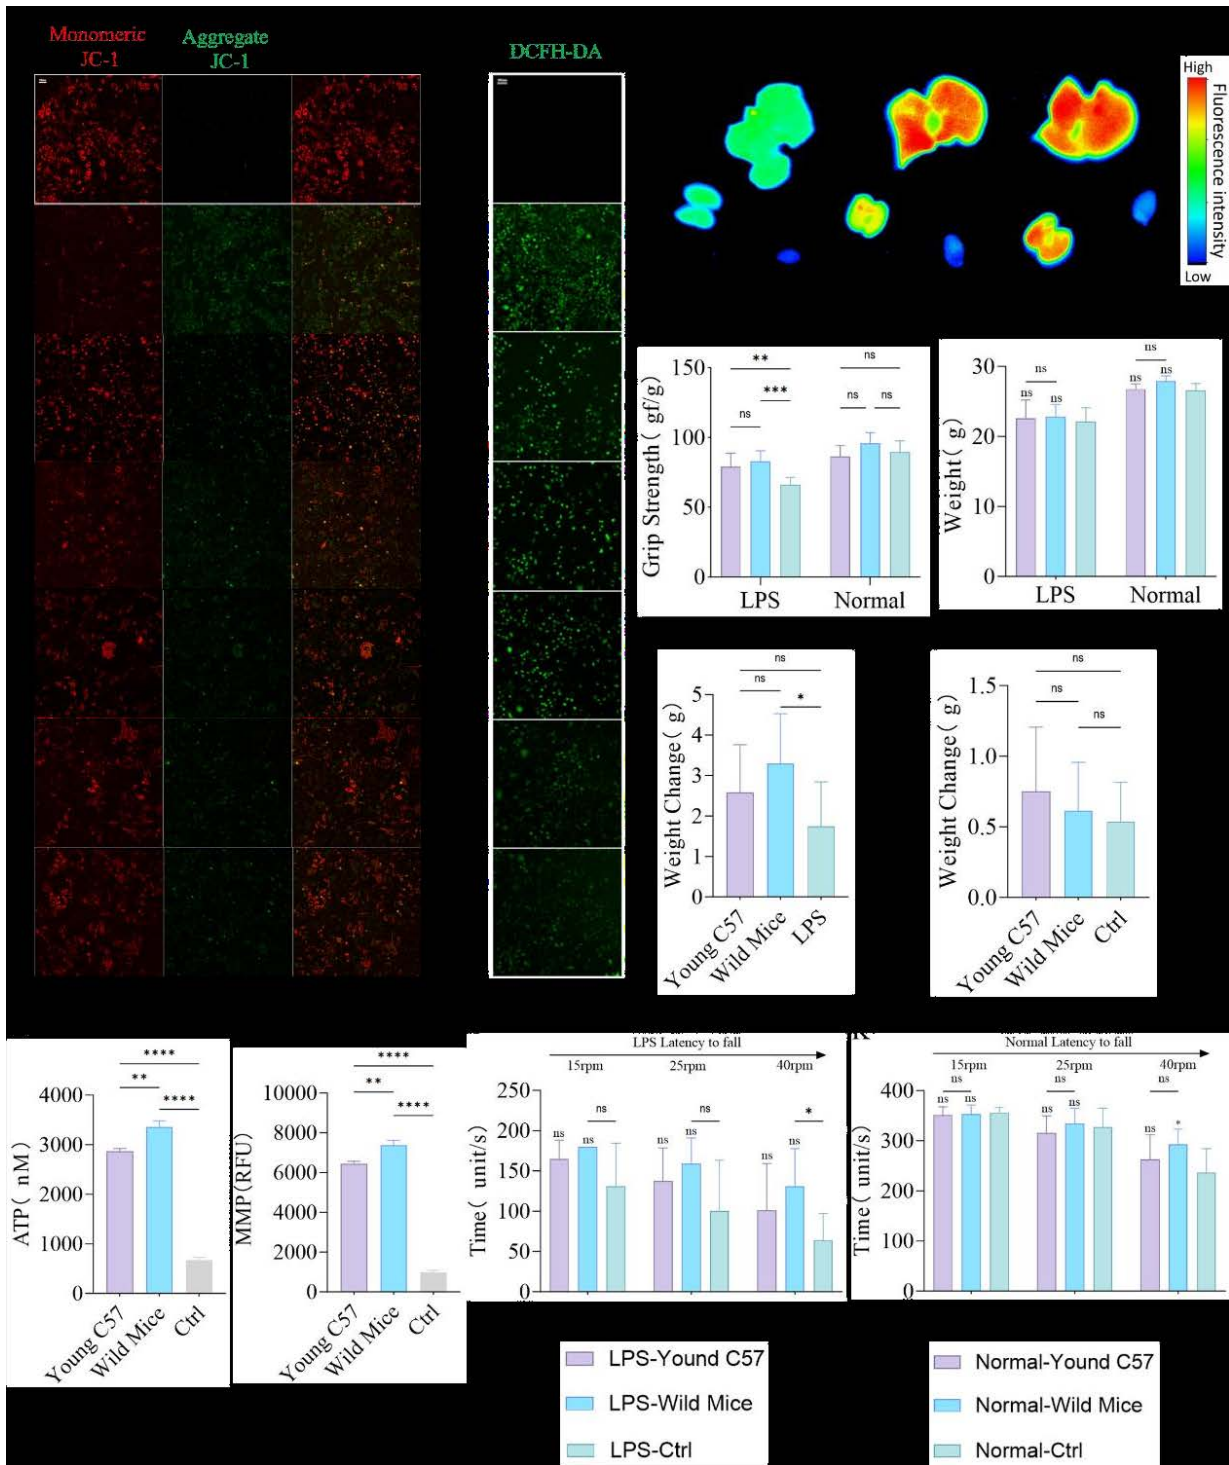 Monomeric
JC-1
Aggregate
JC-1
DCFH-DA
High
Fluorescence intensity
Low
Grip Strength( gf/g)
150
100
50
0
**
***
ns
ns
ns
ns
LPS
Normal
Weight( g)
30
20
10
0
ns
ns
ns
ns
ns
ns
LPS
Normal
Weight Change( g)
5
4
3
2
1
0
ns
ns
*
Young C57
Wild Mice
LPS
Weight Change( g)
1.5
1.0
0.5
0.0
ns
ns
ns
Young C57
Wild Mice
Ctrl
ATP( nM)
4000
3000
2000
1000
0
****
**
****
Young C57
Wild Mice
Ctrl
MMP(RFU)
10000
8000
6000
4000
2000
0
****
**
****
Young C57
Wild Mice
Ctrl
LPS Latency to fall
15rpm 25rpm 40rpm
Time( unit/s)
250
200
150
100
50
0
ns
ns
ns
ns
ns
ns
*
ns
ns
LPS-Yound C57
LPS-Wild Mice
LPS-Ctrl
Normal Latency to fall
15rpm 25rpm 40rpm
Time( unit/s)
400
300
200
0
ns
ns
ns
ns
ns
ns
ns
ns
*
Normal-Yound C57
Normal-Wild Mice
Normal-Ctrl